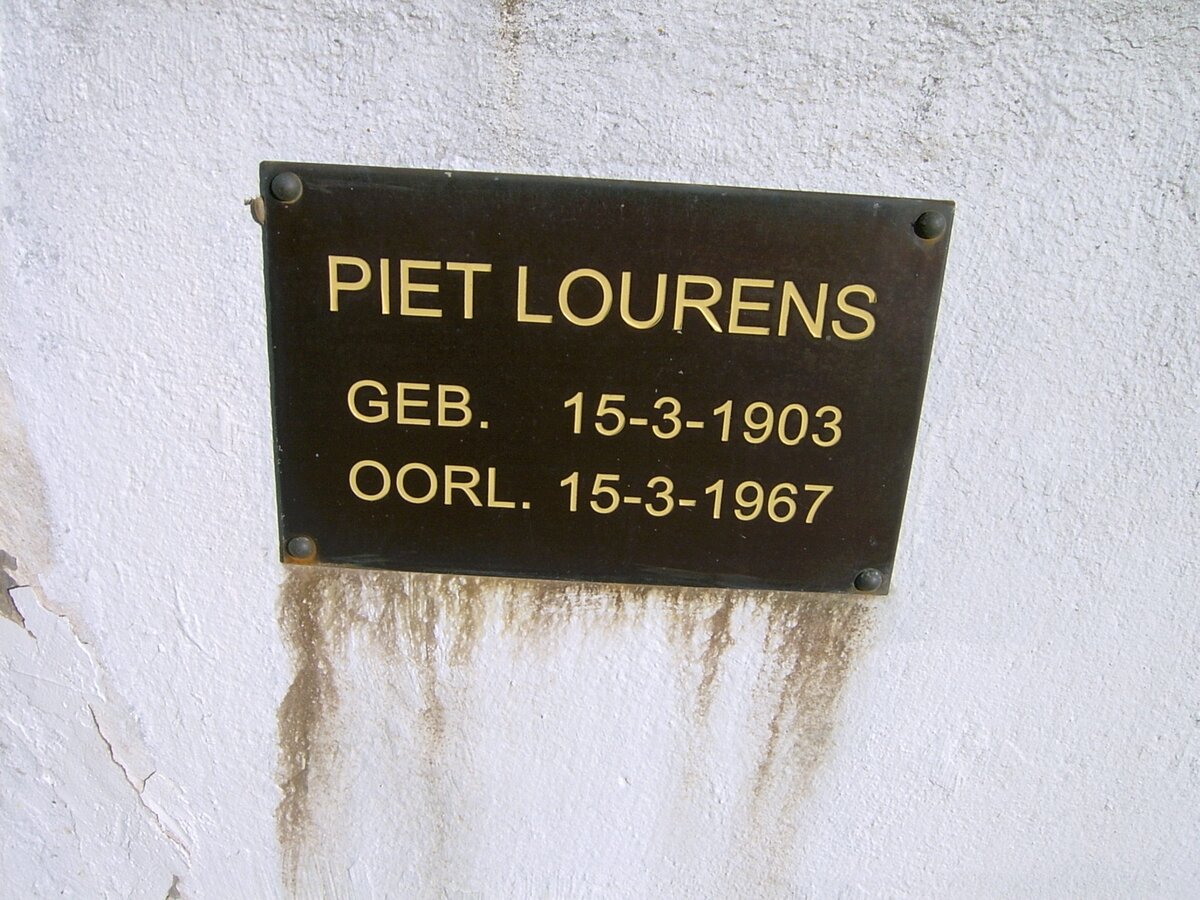 PIET LOURENS
GEB. 15-3-1903
OORL. 15-3-1967